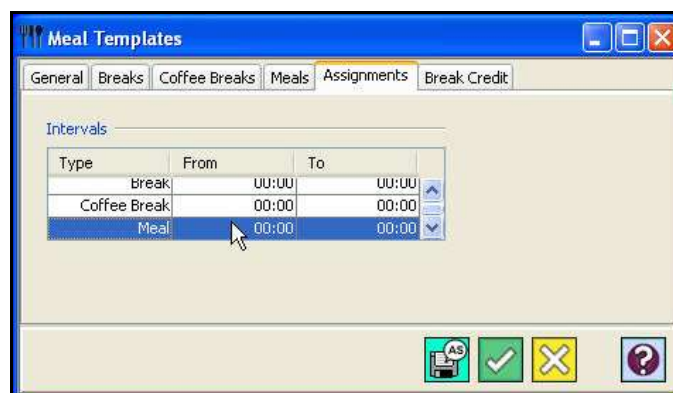 Meal Templates
General Breaks Coffee Breaks Meals Assignments Break Credit
Intervals
Type From To
Break 00:00 00:00
Coffee Break 00:00 00:00
Meal 00:00 00:00
AS
?